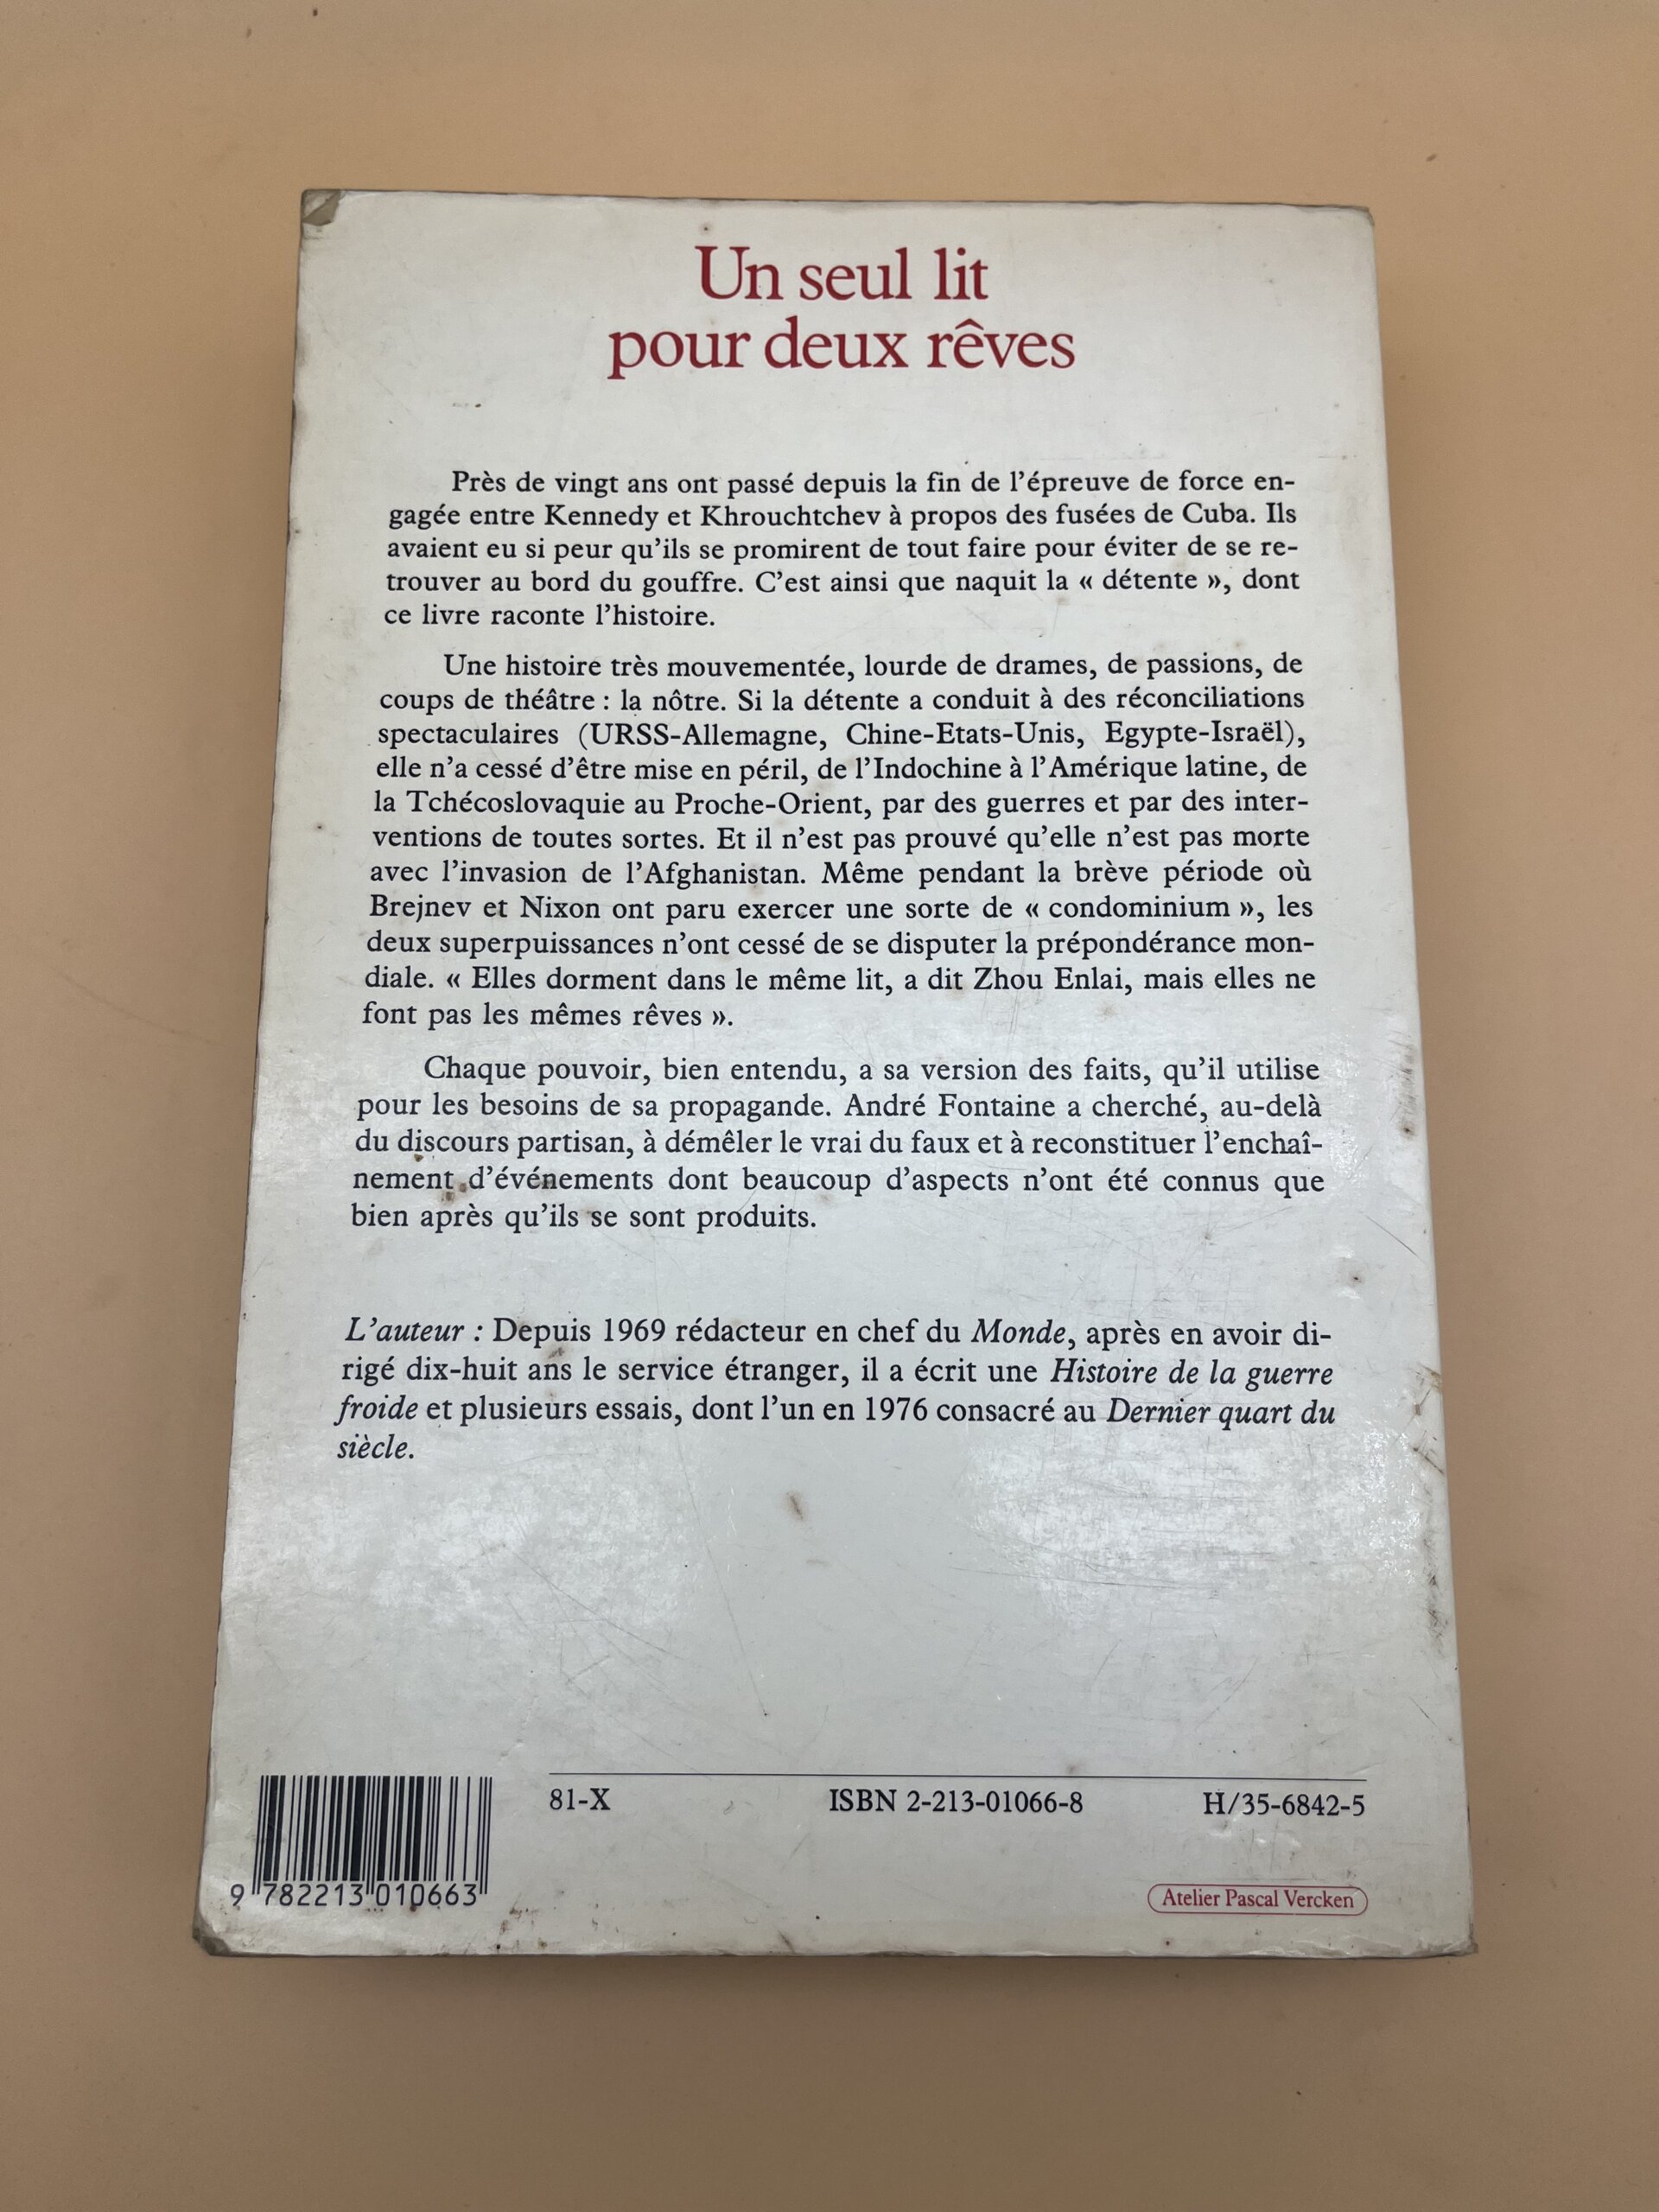 Un seul lit
pour deux rêves
Près de vingt ans ont passé depuis la fin de l'épreuve de force en-
gagée entre Kennedy et Khrouchtchev à propos des fusées de Cuba. Ils
avaient eu si peur qu'ils se promirent de tout faire pour éviter de se re-
trouver au bord du gouffre. C'est ainsi que naquit la « détente », dont
ce livre raconte l'histoire.
Une histoire très mouvementée, lourde de drames, de passions, de
coups de théâtre : la nôtre. Si la détente a conduit à des réconciliations
spectaculaires (URSS-Allemagne, Chine-Etats-Unis, Egypte-Israël),
elle n'a cessé d'être mise en péril, de l'Indochine à l'Amérique latine, de
la Tchécoslovaquie au Proche-Orient, par des guerres et par des inter-
ventions de toutes sortes. Et il n'est pas prouvé qu'elle n'est pas morte
avec l'invasion de l'Afghanistan. Même pendant la brève période où
Brejnev et Nixon ont paru exercer une sorte de « condominium », les
deux superpuissances n'ont cessé de se disputer la prépondérance mon-
diale. « Elles dorment dans le même lit, a dit Zhou Enlai, mais elles ne
font pas les mêmes rêves ».
Chaque pouvoir, bien entendu, a sa version des faits, qu'il utilise
pour les besoins de sa propagande. André Fontaine a cherché, au-delà
du discours partisan, à démêler le vrai du faux et à reconstituer l'enchaî-
nement d'événements dont beaucoup d'aspects n'ont été connus que
bien après qu'ils se sont produits.
L'auteur : Depuis 1969 rédacteur en chef du Monde, après en avoir di-
rigé dix-huit ans le service étranger, il a écrit une Histoire de la guerre
froide et plusieurs essais, dont l'un en 1976 consacré au Dernier quart du
siècle.
81-X ISBN 2-213-01066-8 H/35-6842-5
9 782213 010663
Atelier Pascal Vercken